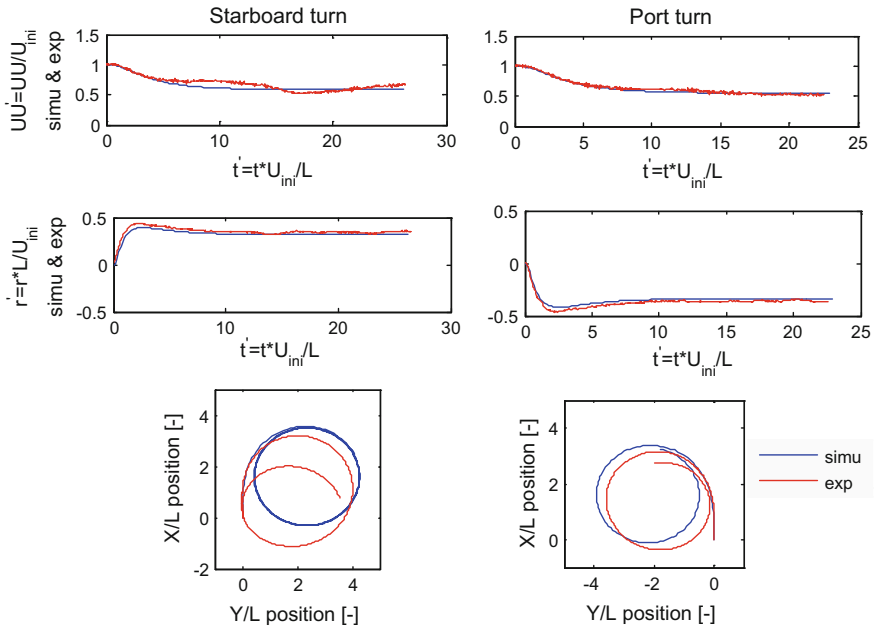 Starboard turn
Port turn
UU'=UU/U_ini
simu & exp
1.5
1
0.5
0
0
10
20
30
t'=t*U_ini/L
1.5
1
0.5
0
0
5
10
15
20
25
t'=t*U_ini/L
r'=r*L/U_ini
simu & exp
0.5
0
-0.5
0
10
20
30
t'=t*U_ini/L
0.5
0
-0.5
0
5
10
15
20
25
t'=t*U_ini/L
X/L position [-]
4
2
0
-2
0
2
4
Y/L position [-]
X/L position [-]
4
2
0
-4
-2
0
Y/L position [-]
simu
exp